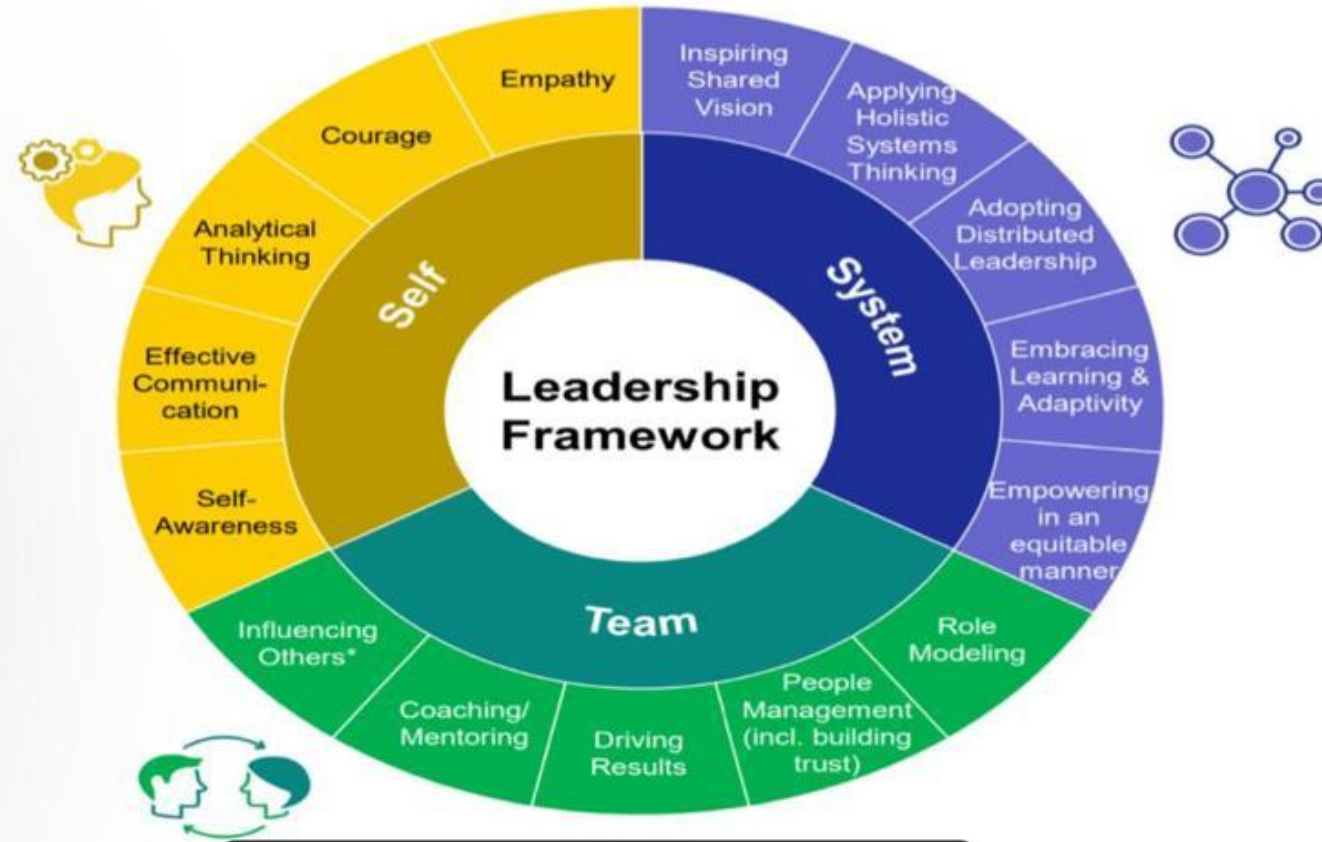 Leadership
Framework
Self
System
Team
Empathy
Courage
Analytical
Thinking
Effective
Communi-
cation
Self-
Awareness
Inspiring
Shared
Vision
Applying
Holistic
Systems
Thinking
Adopting
Distributed
Leadership
Embracing
Learning &
Adaptivity
Empowering
in an
equitable
manner
Role
Modeling
People
Management
(incl. building
trust)
Driving
Results
Coaching/
Mentoring
Influencing
Others*